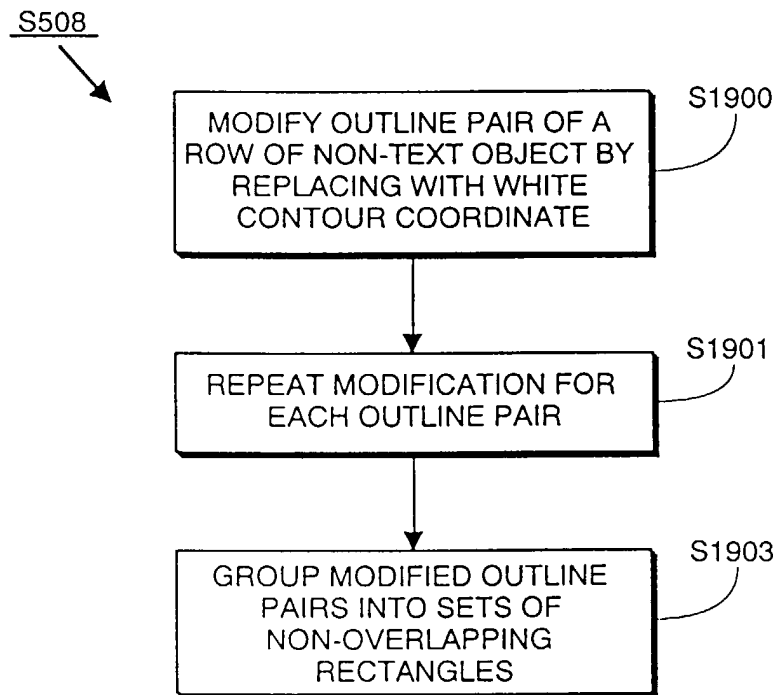 S508
S1900
MODIFY OUTLINE PAIR OF A
ROW OF NON-TEXT OBJECT BY
REPLACING WITH WHITE
CONTOUR COORDINATE
S1901
REPEAT MODIFICATION FOR
EACH OUTLINE PAIR
S1903
GROUP MODIFIED OUTLINE
PAIRS INTO SETS OF
NON-OVERLAPPING
RECTANGLES